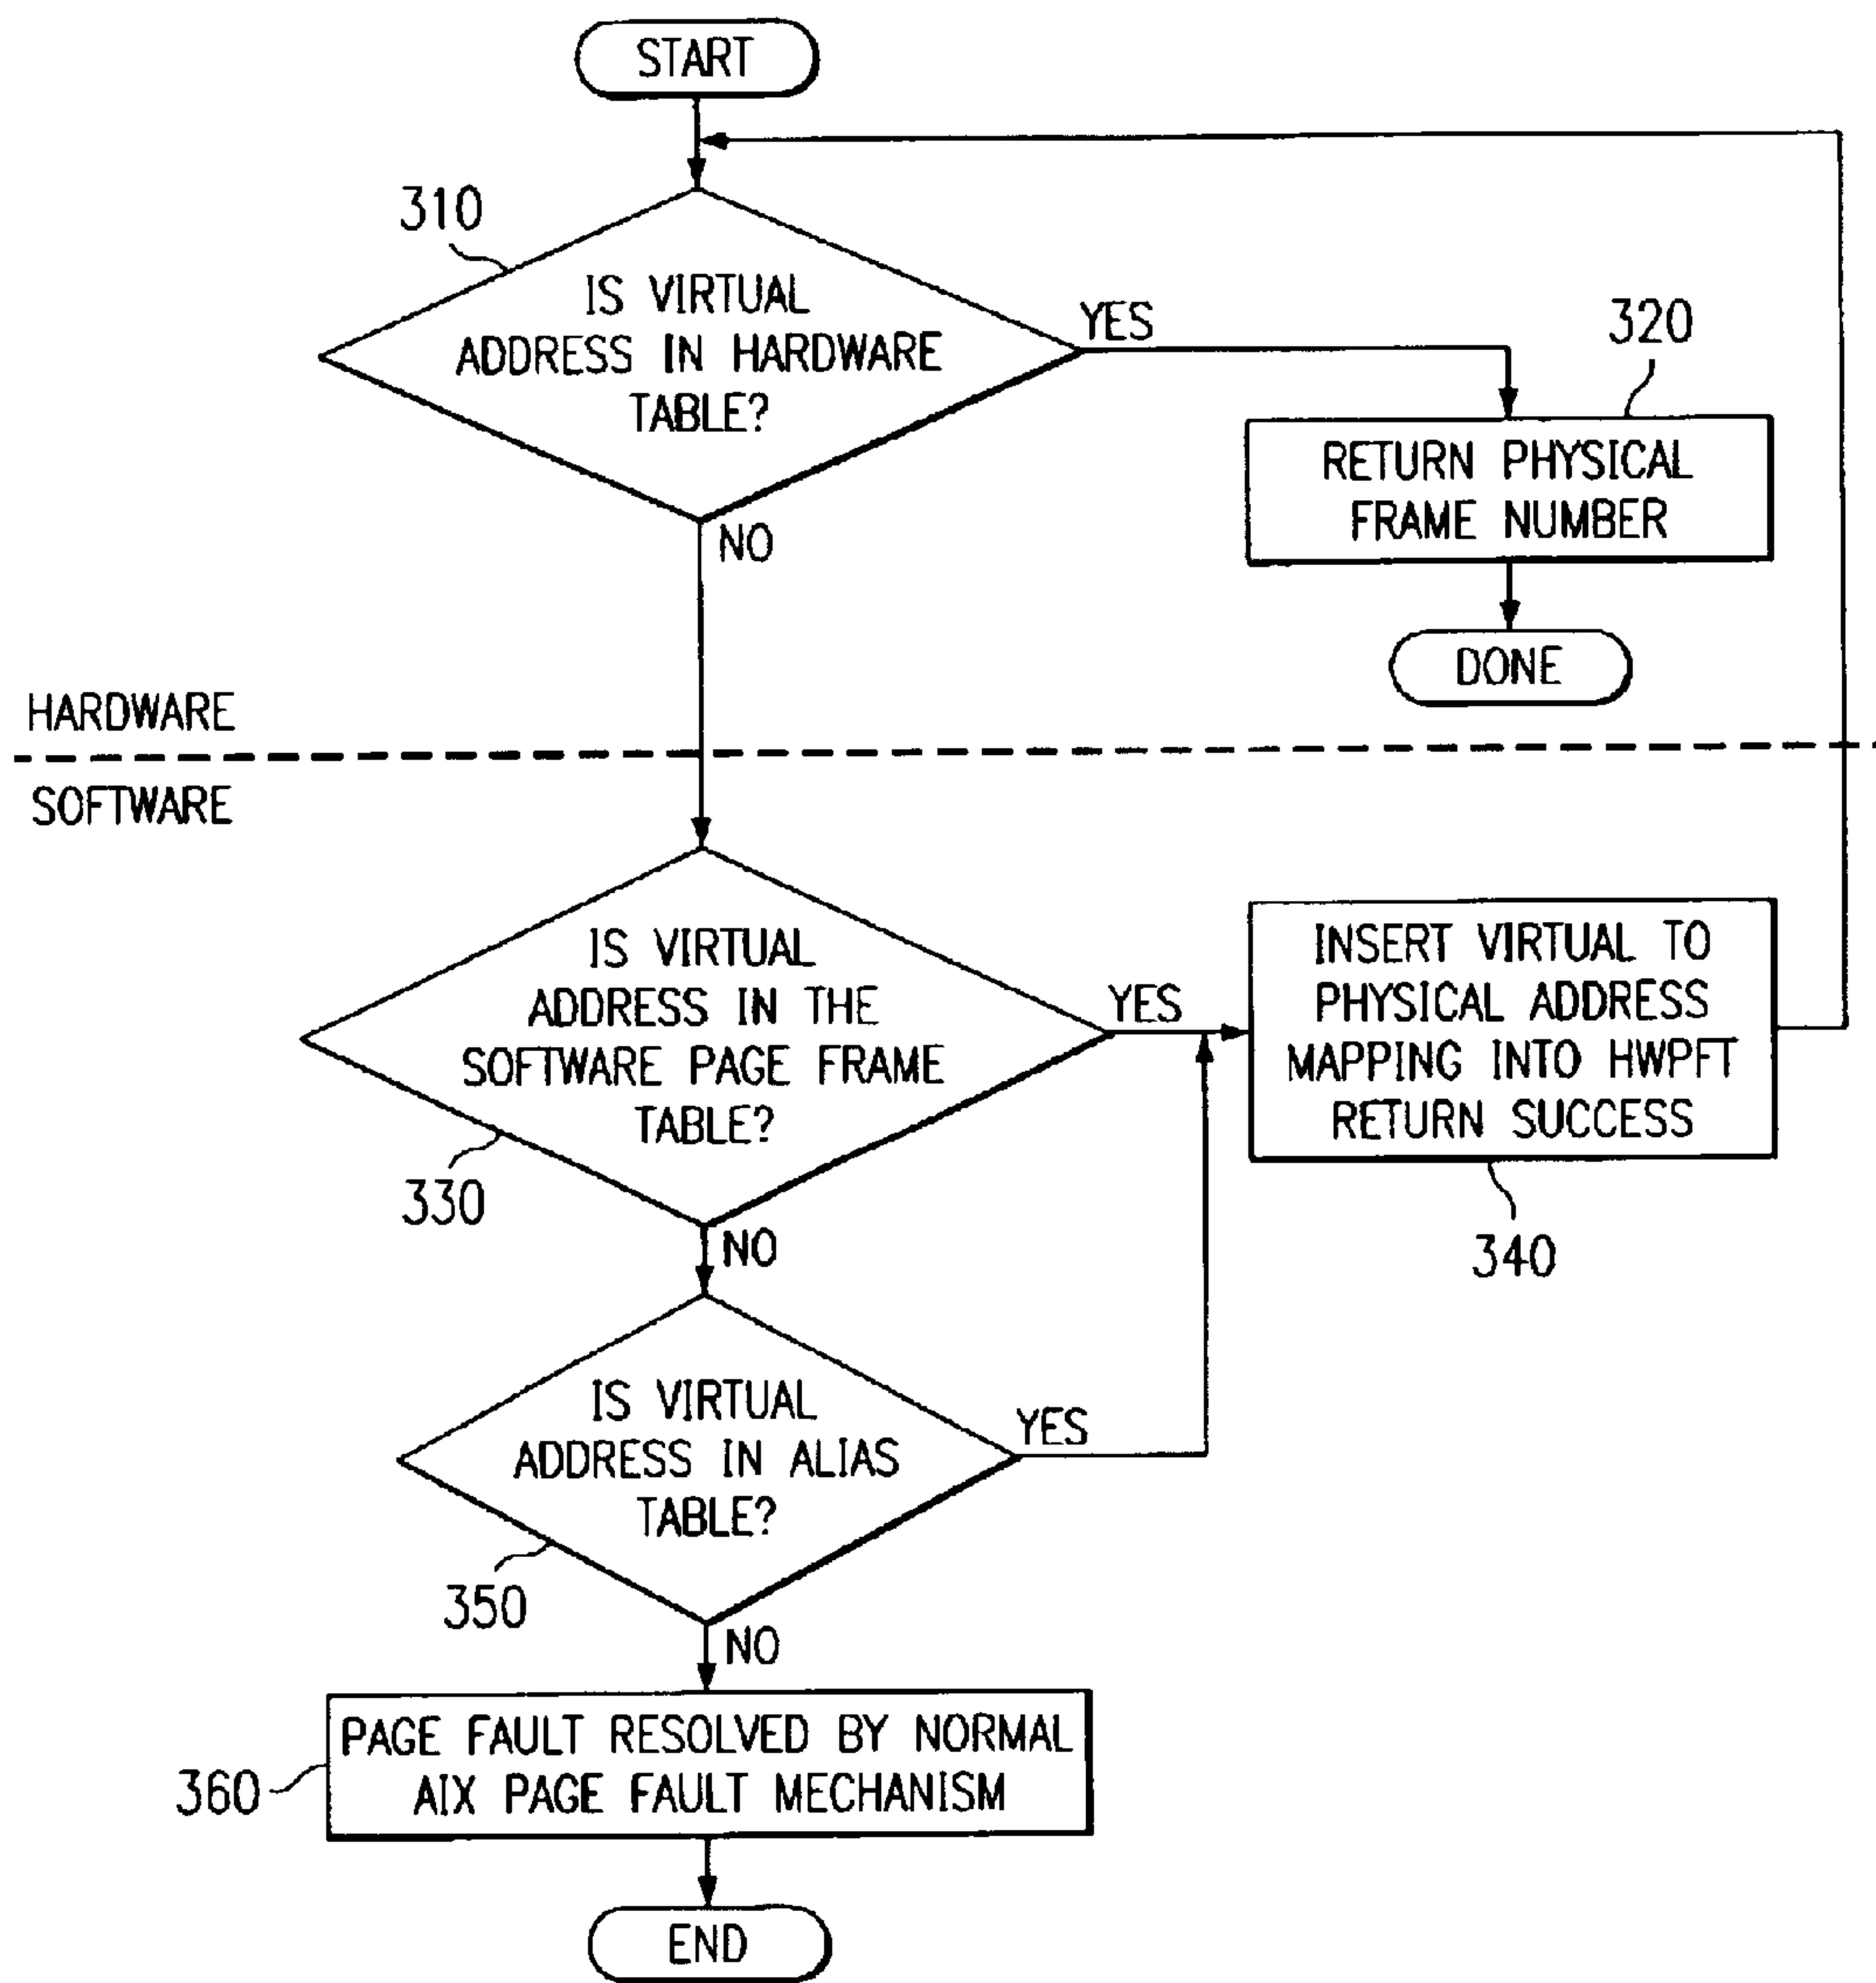 START
310
IS VIRTUAL
ADDRESS IN HARDWARE
TABLE?
YES
320
RETURN PHYSICAL
FRAME NUMBER
NO
DONE
HARDWARE
SOFTWARE
IS VIRTUAL
ADDRESS IN THE
SOFTWARE PAGE FRAME
TABLE?
YES
INSERT VIRTUAL TO
PHYSICAL ADDRESS
MAPPING INTO HWPFT
RETURN SUCCESS
330
340
NO
IS VIRTUAL
ADDRESS IN ALIAS
TABLE?
YES
350
NO
PAGE FAULT RESOLVED BY NORMAL
AIX PAGE FAULT MECHANISM
360
END